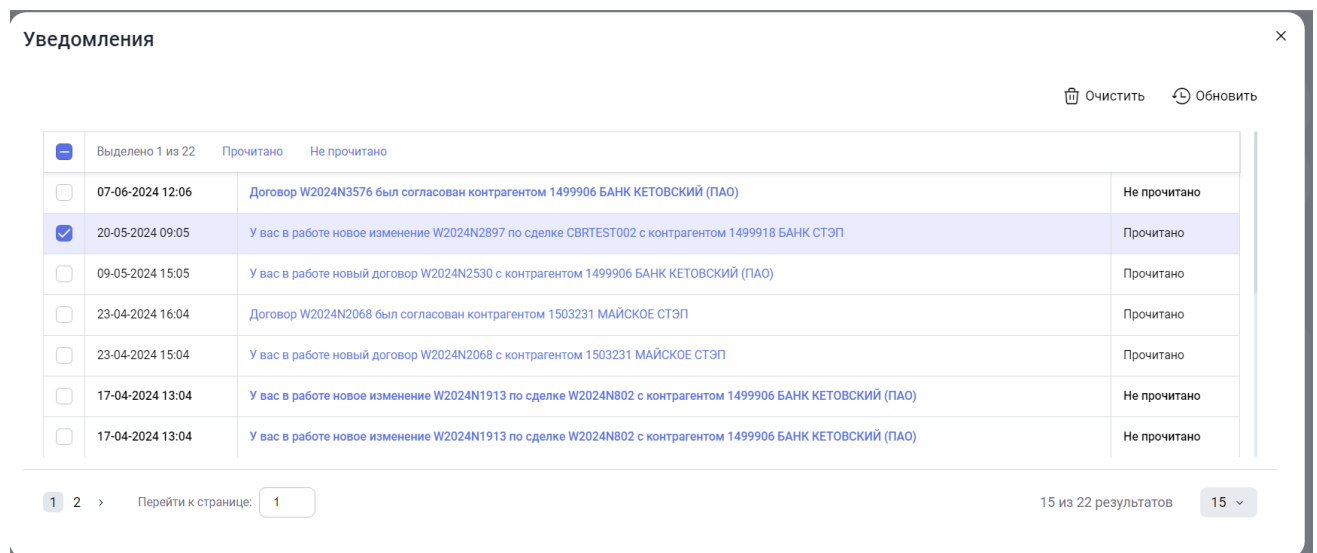 Уведомления
Очистить Обновить
Выделено 1 из 22 Прочитано Не прочитано
07-06-2024 12:06 Договор W2024N3576 был согласован контрагентом 1499906 БАНК КЕТОВСКИЙ (ПАО) Не прочитано
20-05-2024 09:05 У вас в работе новое изменение W2024N2897 по сделке CBRTEST002 с контрагентом 1499918 БАНК СТЭП Прочитано
09-05-2024 15:05 У вас в работе новый договор W2024N2530 с контрагентом 1499906 БАНК КЕТОВСКИЙ (ПАО) Прочитано
23-04-2024 16:04 Договор W2024N2068 был согласован контрагентом 1503231 МАЙСКОЕ СТЭП Прочитано
23-04-2024 15:04 У вас в работе новый договор W2024N2068 с контрагентом 1503231 МАЙСКОЕ СТЭП Прочитано
17-04-2024 13:04 У вас в работе новое изменение W2024N1913 по сделке W2024N802 с контрагентом 1499906 БАНК КЕТОВСКИЙ (ПАО) Не прочитано
17-04-2024 13:04 У вас в работе новое изменение W2024N1913 по сделке W2024N802 с контрагентом 1499906 БАНК КЕТОВСКИЙ (ПАО) Не прочитано
1 2 › Перейти к странице: 1 15 из 22 результатов 15